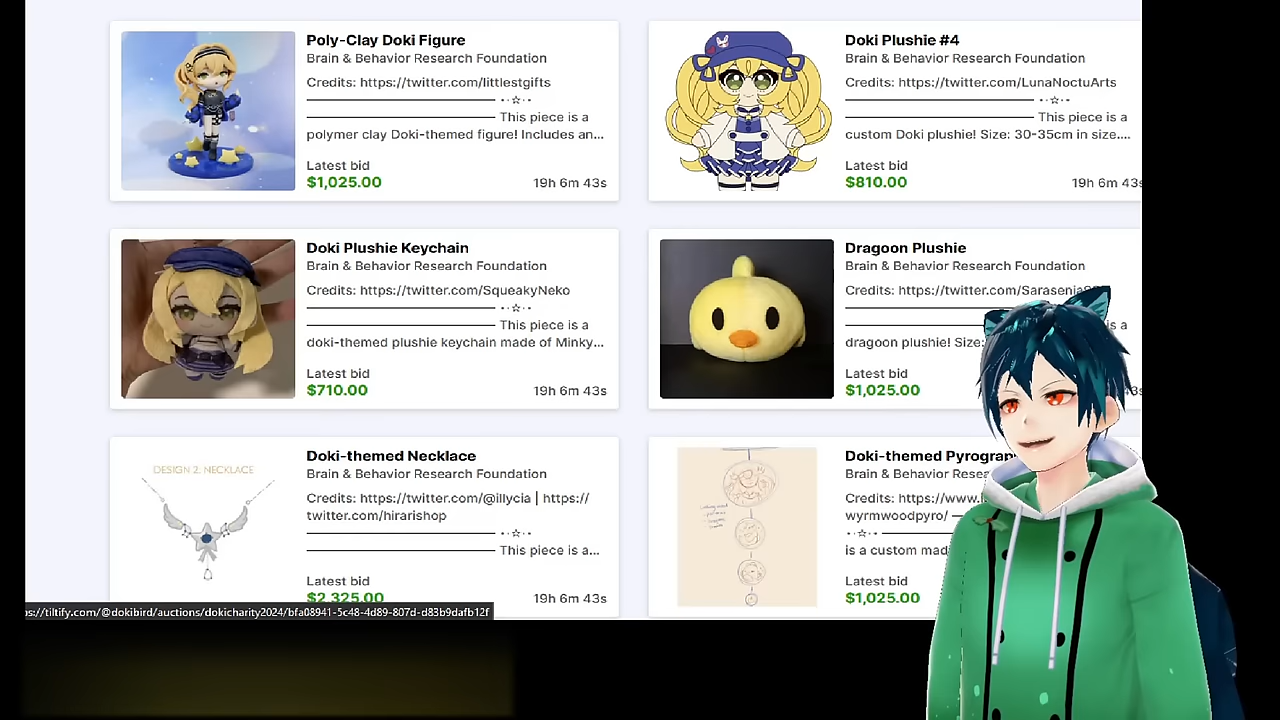 Poly-Clay Doki Figure
Brain & Behavior Research Foundation
Credits: https://twitter.com/littlestgifts
This piece is a
polymer clay Doki-themed figure! Includes an...
Latest bid
$1,025.00
19h 6m 43s
Doki Plushie #4
Brain & Behavior Research Foundation
Credits: https://twitter.com/LunaNoctuArts
This piece is a
custom Doki plushie! Size: 30-35cm in size....
Latest bid
$810.00
19h 6m 43s
Doki Plushie Keychain
Brain & Behavior Research Foundation
Credits: https://twitter.com/SqueakyNeko
This piece is a
doki-themed plushie keychain made of Minky...
Latest bid
$710.00
19h 6m 43s
Dragoon Plushie
Brain & Behavior Research Foundation
Credits: https://twitter.com/Sarasenia
is a
dragoon plushie! Size:
Latest bid
$1,025.00
DESIGN 2. NECKLACE
Doki-themed Necklace
Brain & Behavior Research Foundation
Credits: https://twitter.com/@illycia | https://
twitter.com/hirarishop
This piece is a...
Latest bid
$2,325.00
19h 6m 43s
Doki-themed Pyrograp
Brain & Behavior Resea
Credits: https://www.
wyrmwoodpyro/
is a custom mad
Latest bid
$1,025.00
ps://tiltify.com/@dokibird/auctions/dokicharity2024/bfa08941-5c48-4d89-807d-d83b9dafb12f